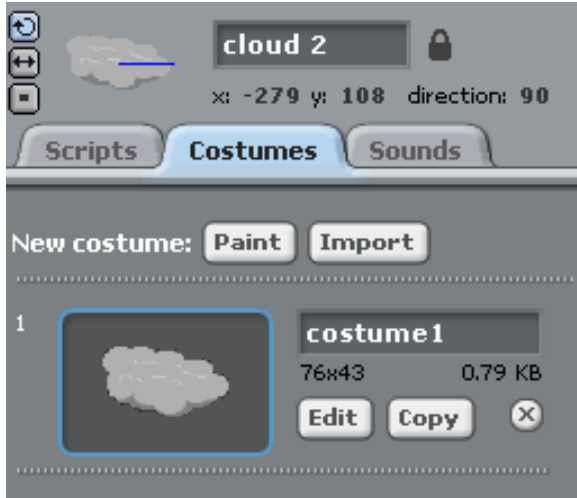 cloud 2
x: -279 y: 108 direction: 90
Scripts Costumes Sounds
New costume: Paint Import
1
costume1
76x43 0.79 KB
Edit Copy